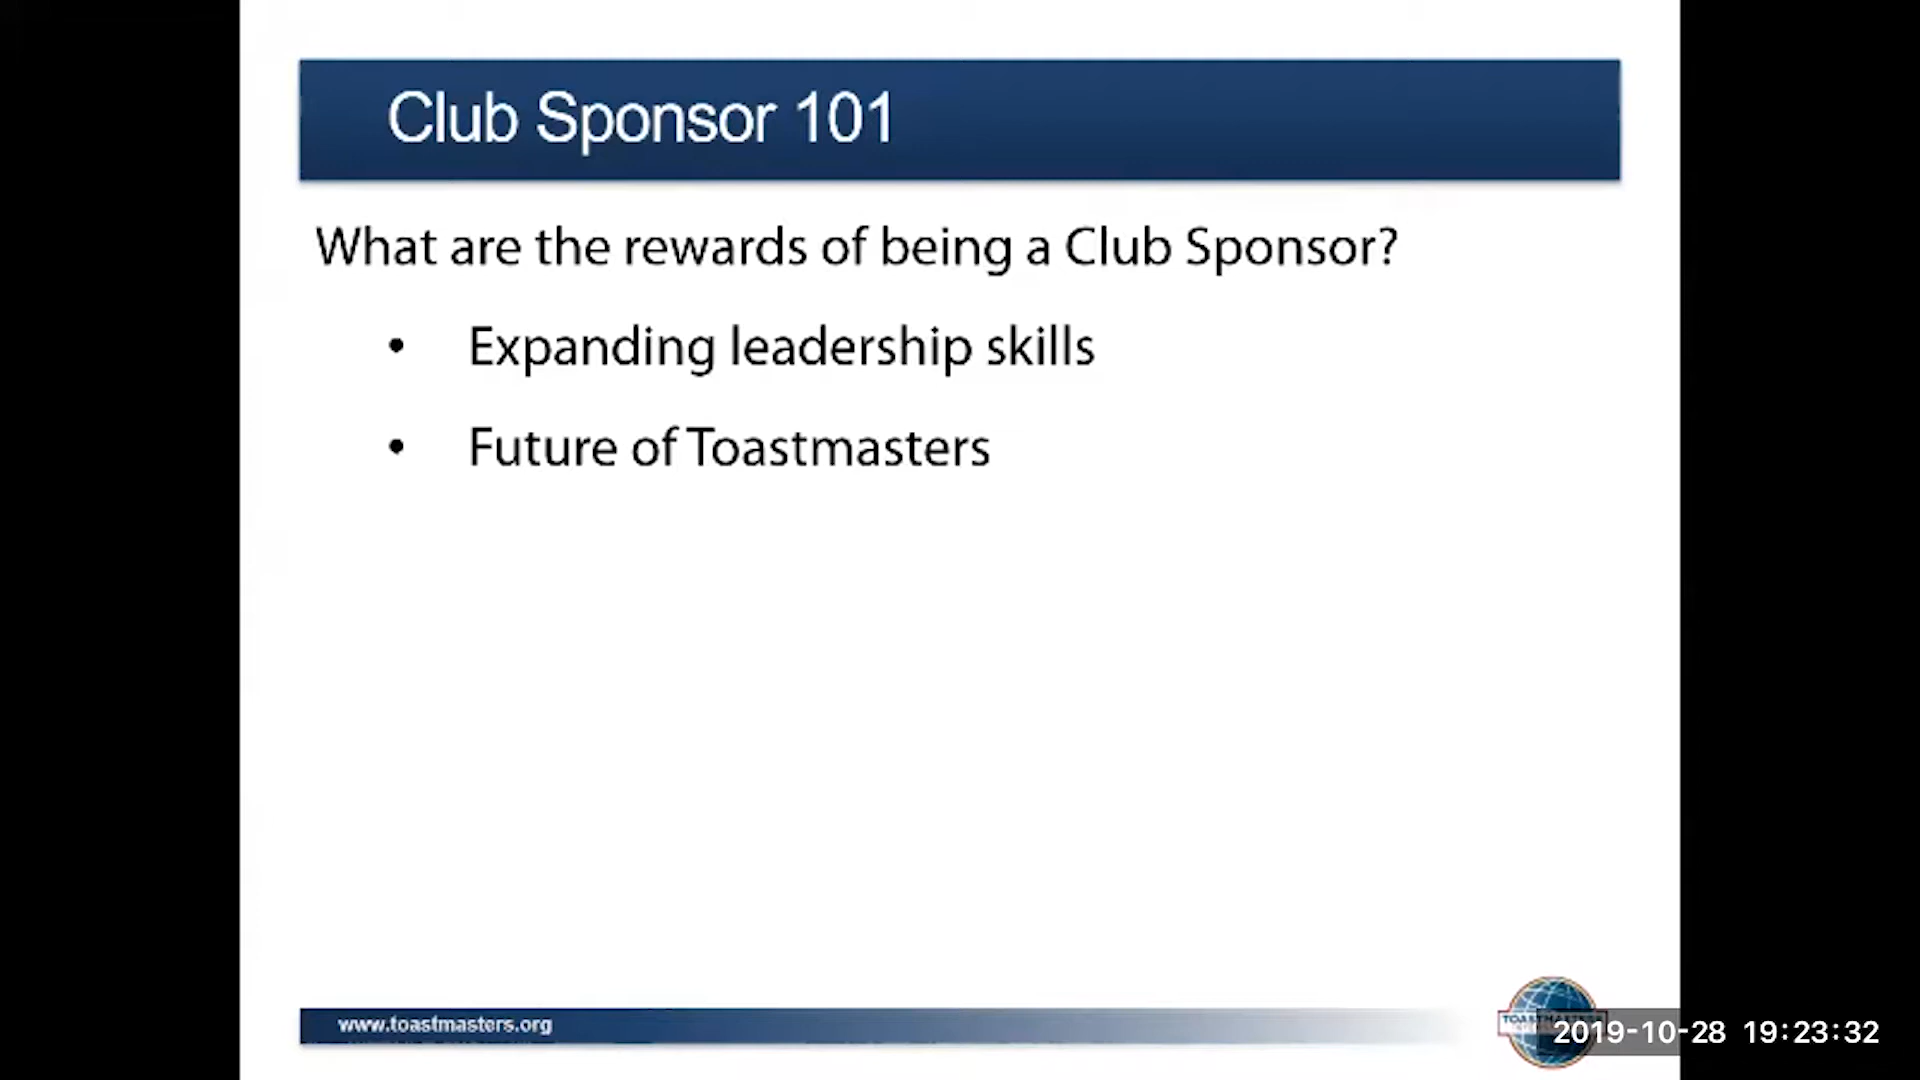 Club Sponsor 101
What are the rewards of being a Club Sponsor?
• Expanding leadership skills
• Future of Toastmasters
www.toastmasters.org
TOASTMASTERS
2019-10-28 19:23:32